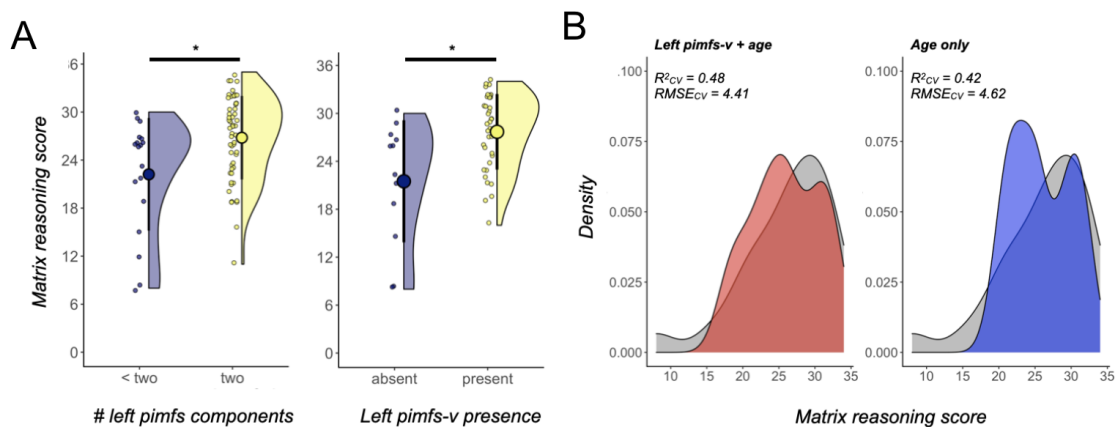 A
B
*
*
Left pimfs-v + age
Age only
R²CV = 0.48
RMSECV = 4.41
R²CV = 0.42
RMSECV = 4.62
Matrix reasoning score
30
24
18
12
6
0
36
30
24
18
12
6
0
< two
two
absent
present
# left pimfs components
Left pimfs-v presence
Density
.100
0.075
0.050
0.025
0.000
.100
0.075
0.050
0.025
0.000
10 15 20 25 30 35
10 15 20 25 30 35
Matrix reasoning score